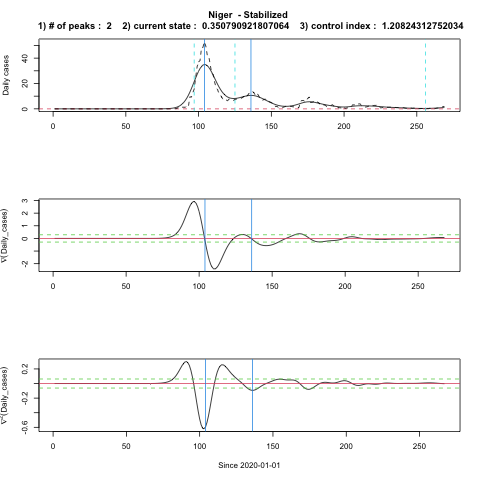 Niger - Stabilized
1) # of peaks : 2 2) current state : 0.350790921807064 3) control index : 1.20824312752034
Daily cases
0 20 40
0 50 100 150 200 250
∇(Daily_cases)
-2 0 1 2 3
0 50 100 150 200 250
∇²(Daily_cases)
-0.6 -0.2 0.2
0 50 100 150 200 250
Since 2020-01-01